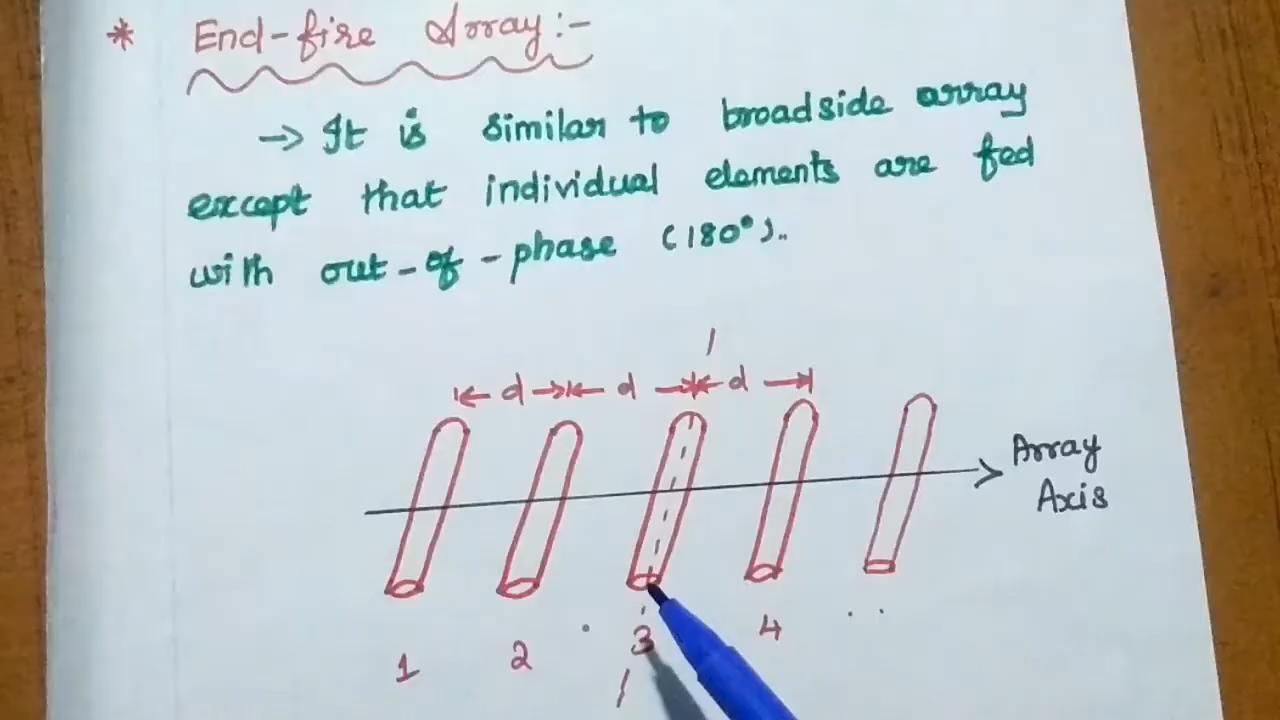 * End-fire Array:-
→ It is similar to broadside array
except that individual elements are fed
with out-of-phase (180°)..
d d d
Array
Axis
1 2 3 4 ..